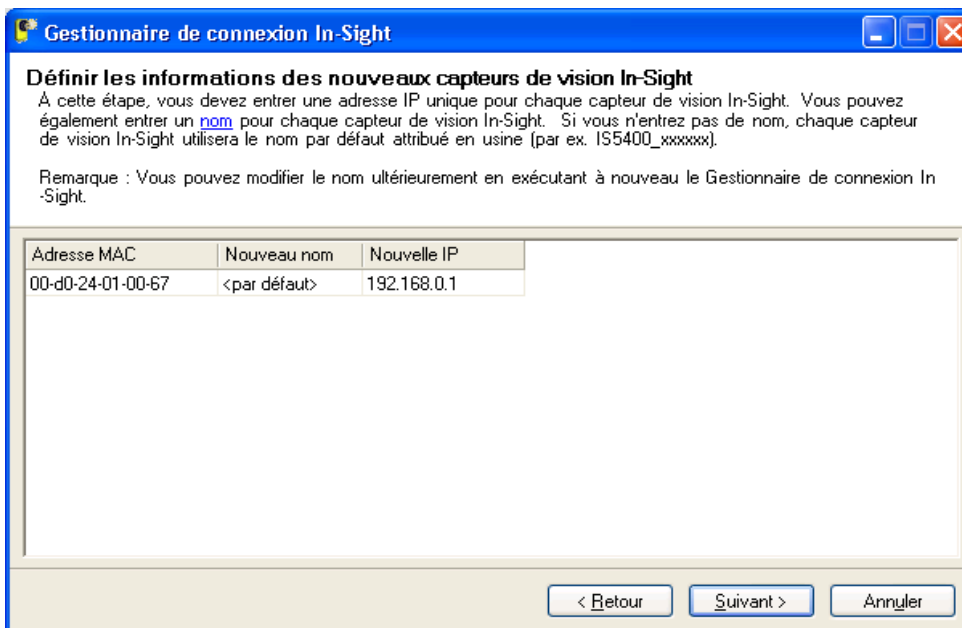 Gestionnaire de connexion In-Sight
Définir les informations des nouveaux capteurs de vision In-Sight
A cette étape, vous devez entrer une adresse IP unique pour chaque capteur de vision In-Sight. Vous pouvez
également entrer un nom pour chaque capteur de vision In-Sight. Si vous n'entrez pas de nom, chaque capteur
de vision In-Sight utilisera le nom par défaut attribué en usine (par ex. IS5400_xxxxxx).
Remarque : Vous pouvez modifier le nom ultérieurement en exécutant à nouveau le Gestionnaire de connexion In
-Sight.
Adresse MAC Nouveau nom Nouvelle IP
00-d0-24-01-00-67 <par défaut> 192.168.0.1
< Retour Suivant > Annuler